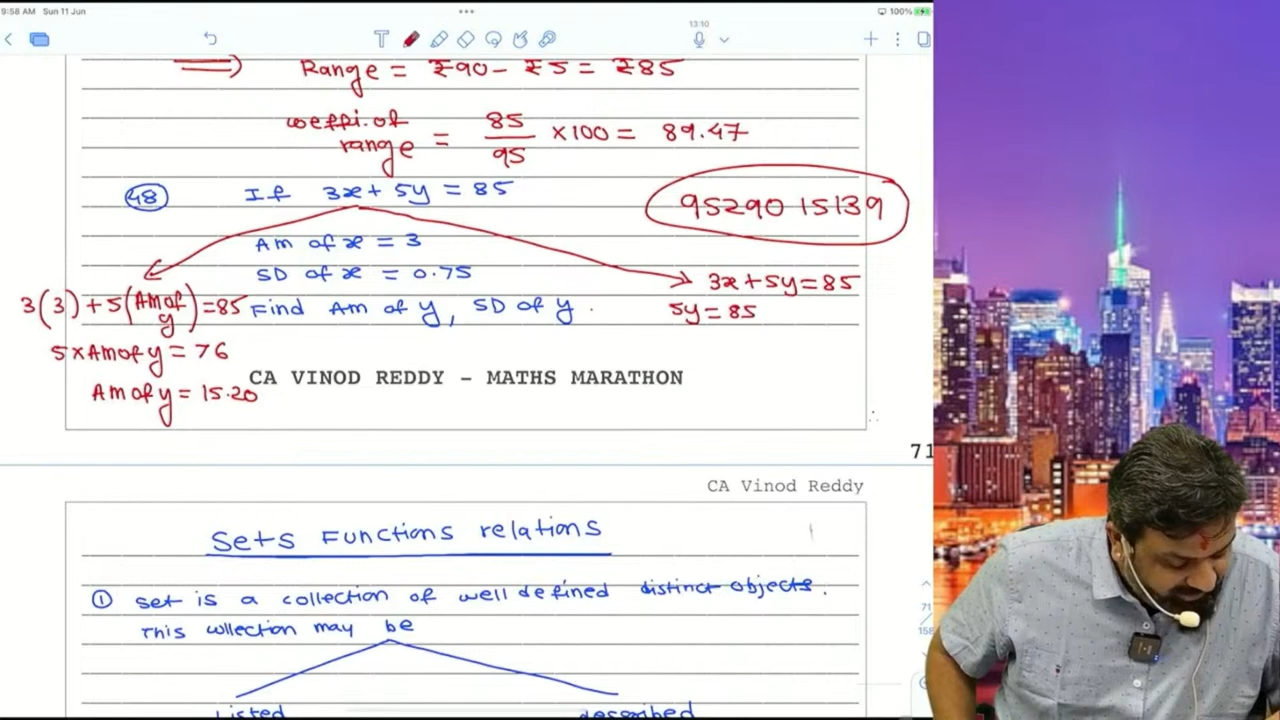 9:58 AM Sun 11 Jun
100%
13:10
Range = ₹90 - ₹5 = ₹85
coeffi. of range = 85/95 × 100 = 89.47
48 If 3x + 5y = 85
95290 15139
Am of x = 3
SD of x = 0.75
Find Am of y, SD of y.
3(3) + 5(Am of y) = 85
5 × Am of y = 76
Am of y = 15.20
3x + 5y = 85
5y = 85
CA VINOD REDDY - MATHS MARATHON
71
CA Vinod Reddy
Sets Functions relations
① Set is a collection of well defined distinct objects.
This collection may be
Listed described
71
158